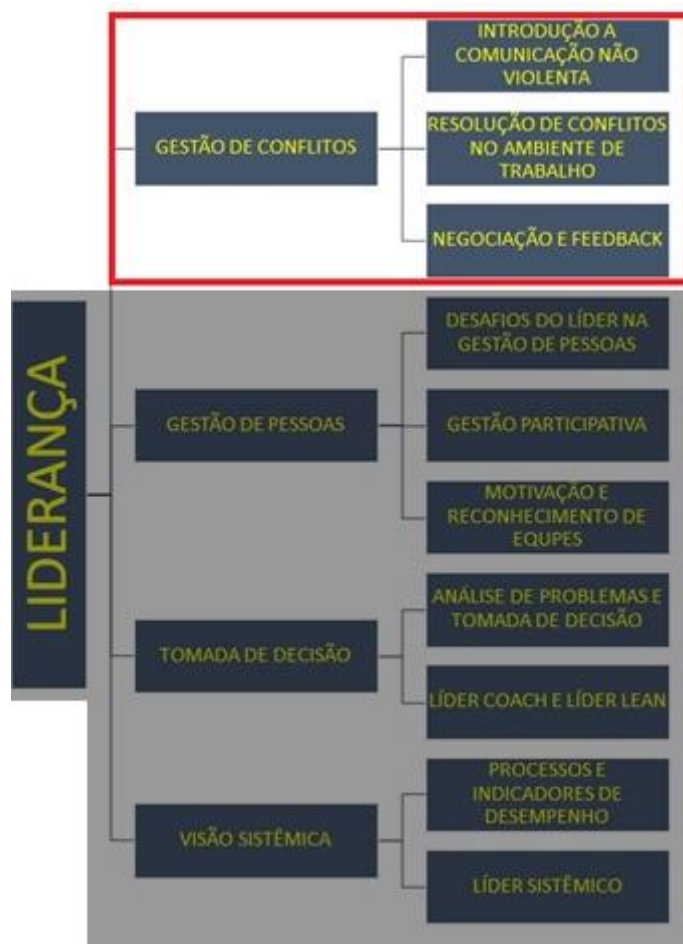 INTRODUÇÃO A
COMUNICAÇÃO NÃO
VIOLENTA
GESTÃO DE CONFLITOS
RESOLUÇÃO DE CONFLITOS
NO AMBIENTE DE
TRABALHO
NEGOCIAÇÃO E FEEDBACK
LIDERANÇA
DESAFIOS DO LÍDER NA
GESTÃO DE PESSOAS
GESTÃO DE PESSOAS
GESTÃO PARTICIPATIVA
MOTIVAÇÃO E
RECONHECIMENTO DE
EQUPES
ANÁLISE DE PROBLEMAS E
TOMADA DE DECISÃO
TOMADA DE DECISÃO
LÍDER COACH E LÍDER LEAN
PROCESSOS E
INDICADORES DE
DESEMPENHO
VISÃO SISTÊMICA
LÍDER SISTÊMICO